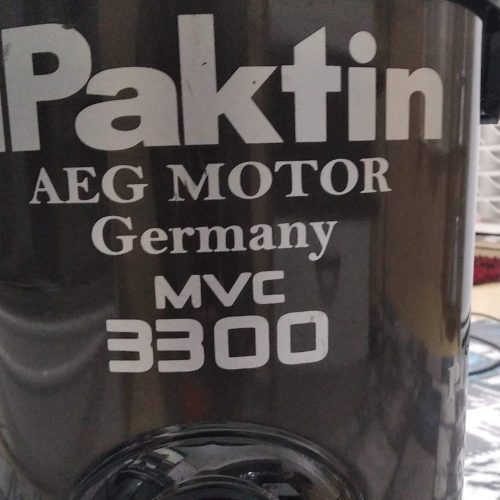 Paktin
AEG MOTOR
Germany
MVC
3300